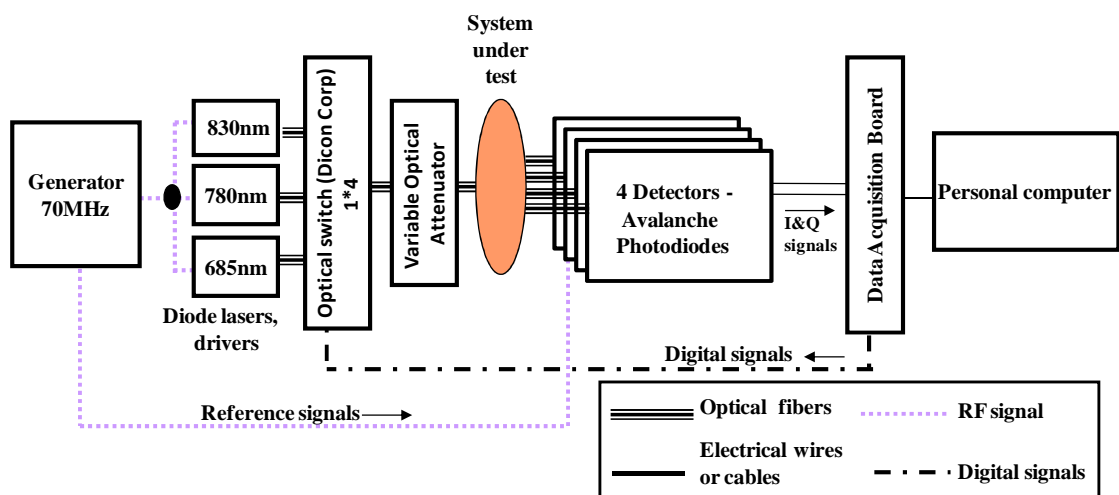 System
under
test
Generator
70MHz
830nm
780nm
685nm
Diode lasers,
drivers
Optical switch (Dicon Corp)
1*4
Variable Optical
Attenuator
4 Detectors -
Avalanche
Photodiodes
I&Q
signals
Data Acquisition Board
Personal computer
Digital signals
Reference signals
Optical fibers
RF signal
Electrical wires
or cables
Digital signals